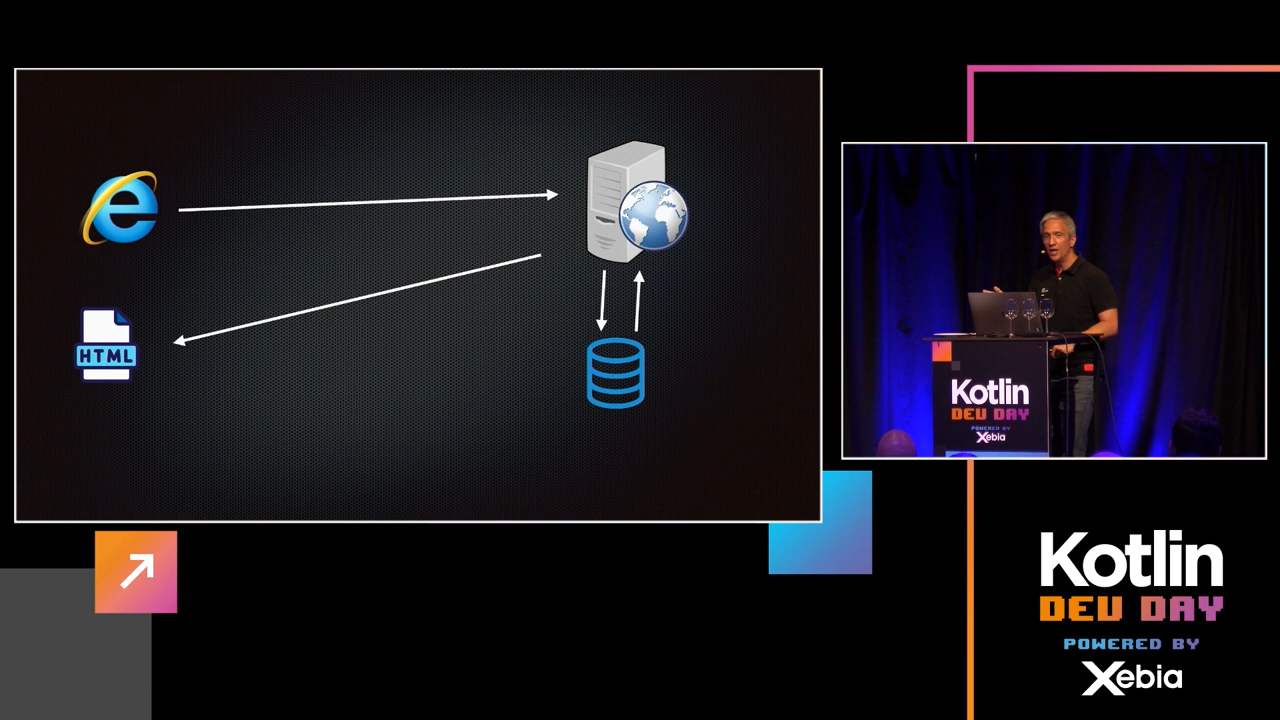 HTML
Kotlin
DEV DAY
POWERED BY
Xebia
Kotlin
DEV DAY
POWERED BY
Xebia